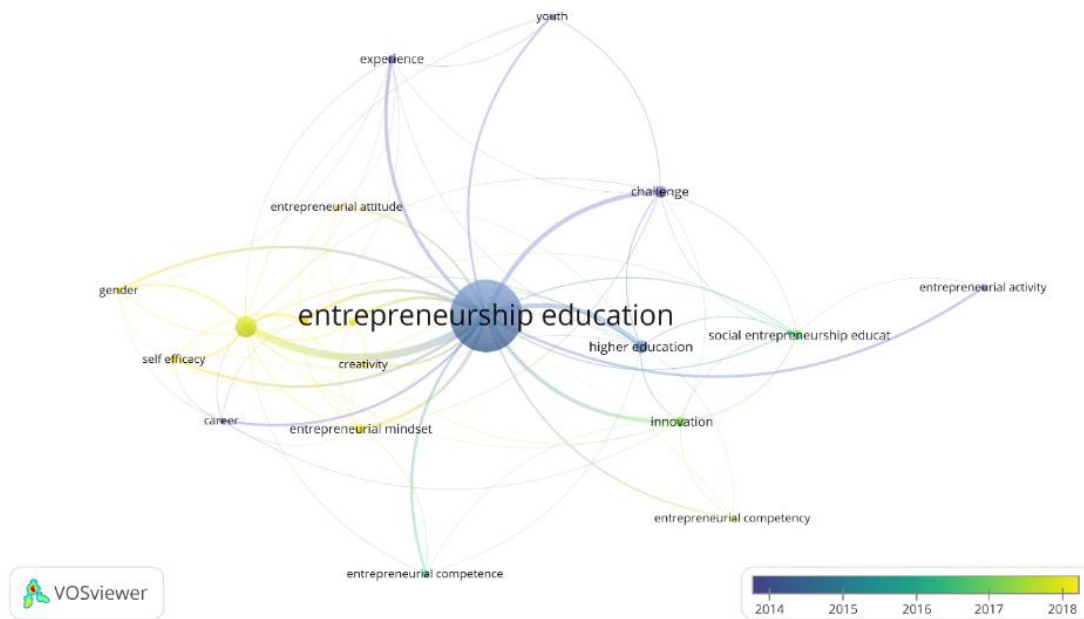 youth
experience
challenge
entrepreneurial attitude
gender
entrepreneurial activity
entrepreneurship education
social entrepreneurship educat
higher education
self efficacy
creativity
career
entrepreneurial mindset
innovation
entrepreneurial competency
entrepreneurial competence
VOSviewer
2014 2015 2016 2017 2018